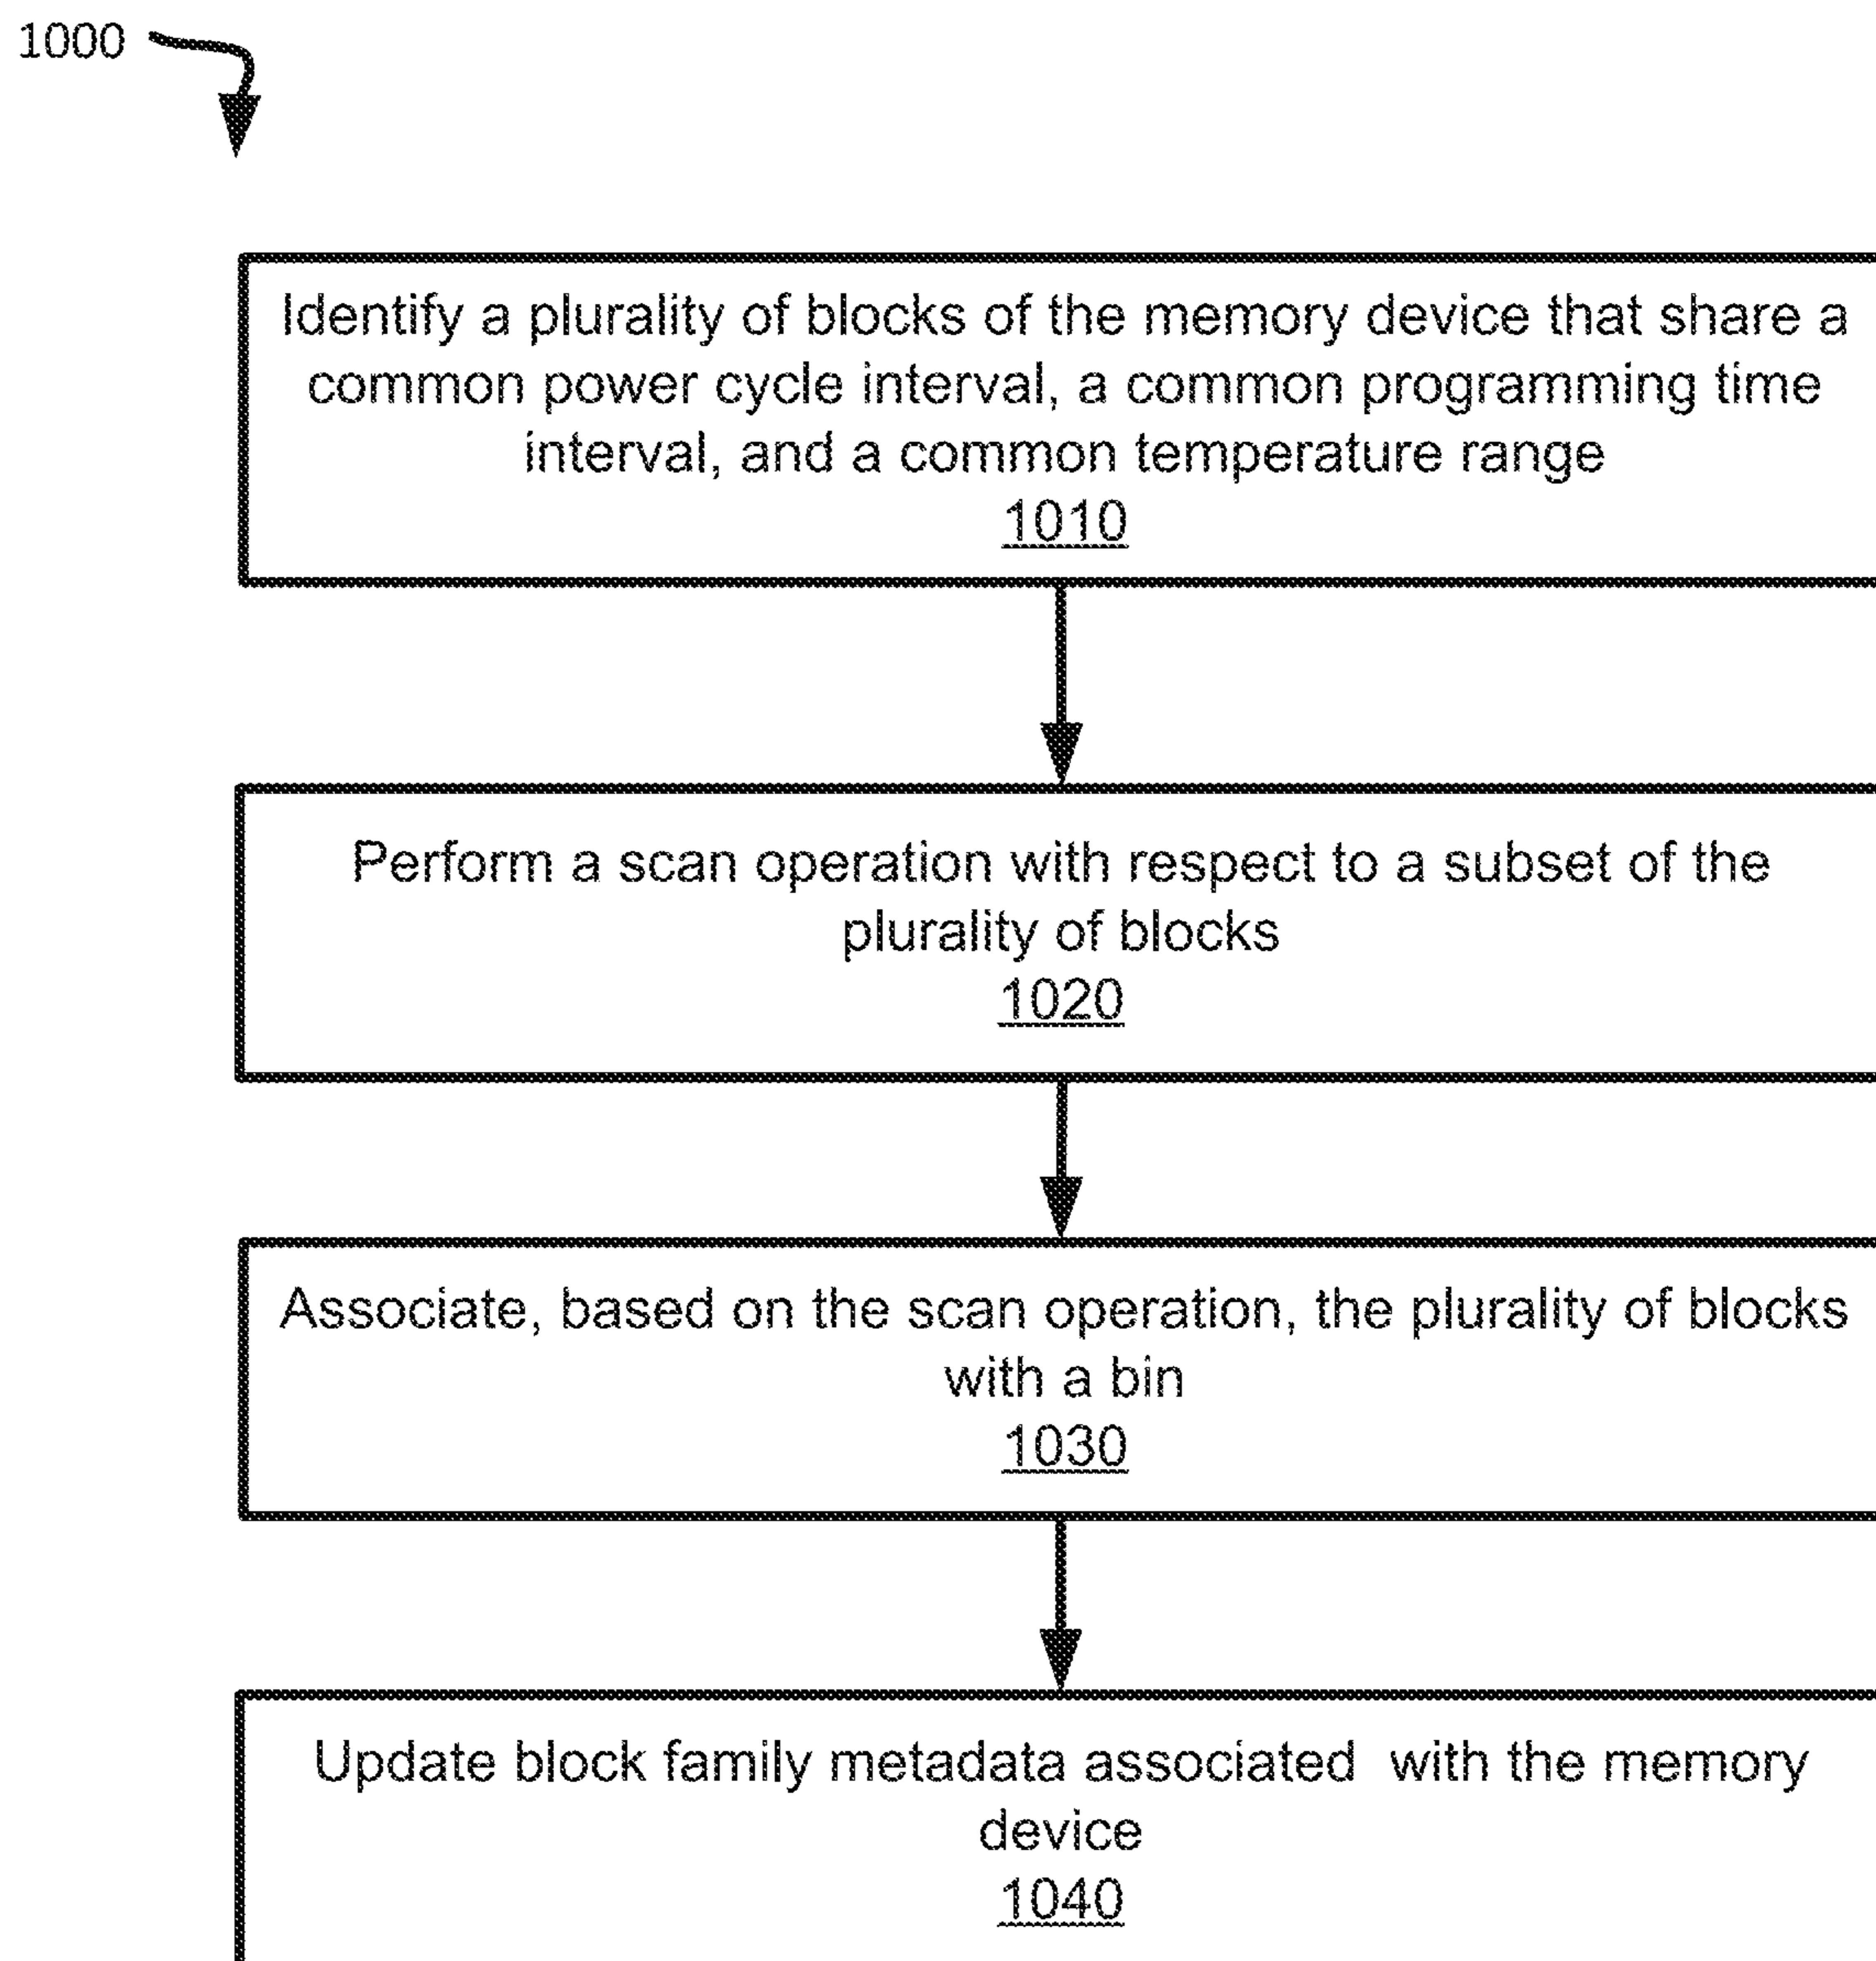 1000
Identify a plurality of blocks of the memory device that share a
common power cycle interval, a common programming time
interval, and a common temperature range
1010
Perform a scan operation with respect to a subset of the
plurality of blocks
1020
Associate, based on the scan operation, the plurality of blocks
with a bin
1030
Update block family metadata associated  with the memory
device
1040